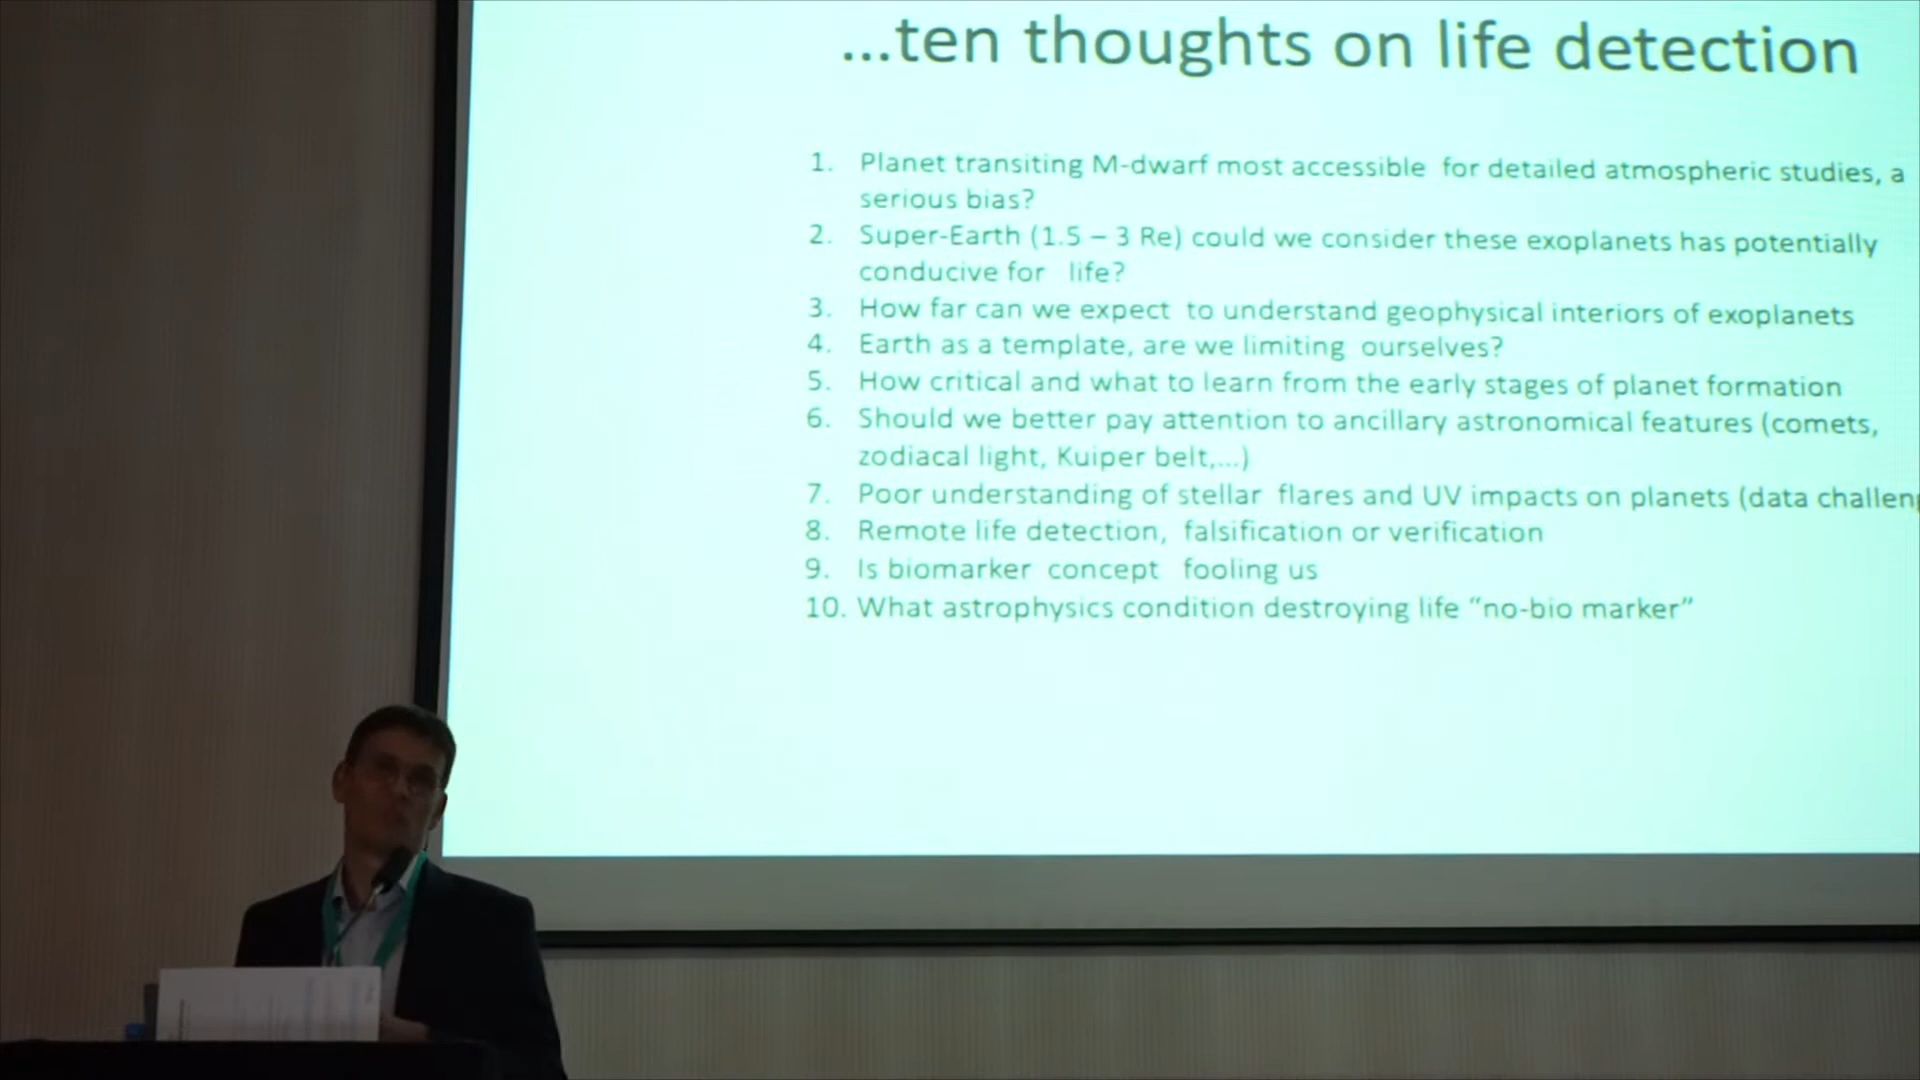 ...ten thoughts on life detection
1. Planet transiting M-dwarf most accessible for detailed atmospheric studies, a
serious bias?
2. Super-Earth (1.5 – 3 Re) could we consider these exoplanets has potentially
conducive for life?
3. How far can we expect to understand geophysical interiors of exoplanets
4. Earth as a template, are we limiting ourselves?
5. How critical and what to learn from the early stages of planet formation
6. Should we better pay attention to ancillary astronomical features (comets,
zodiacal light, Kuiper belt,...)
7. Poor understanding of stellar flares and UV impacts on planets (data
8. Remote life detection, falsification or verification
9. Is biomarker concept fooling us
10. What astrophysics condition destroying life “no-bio marker”